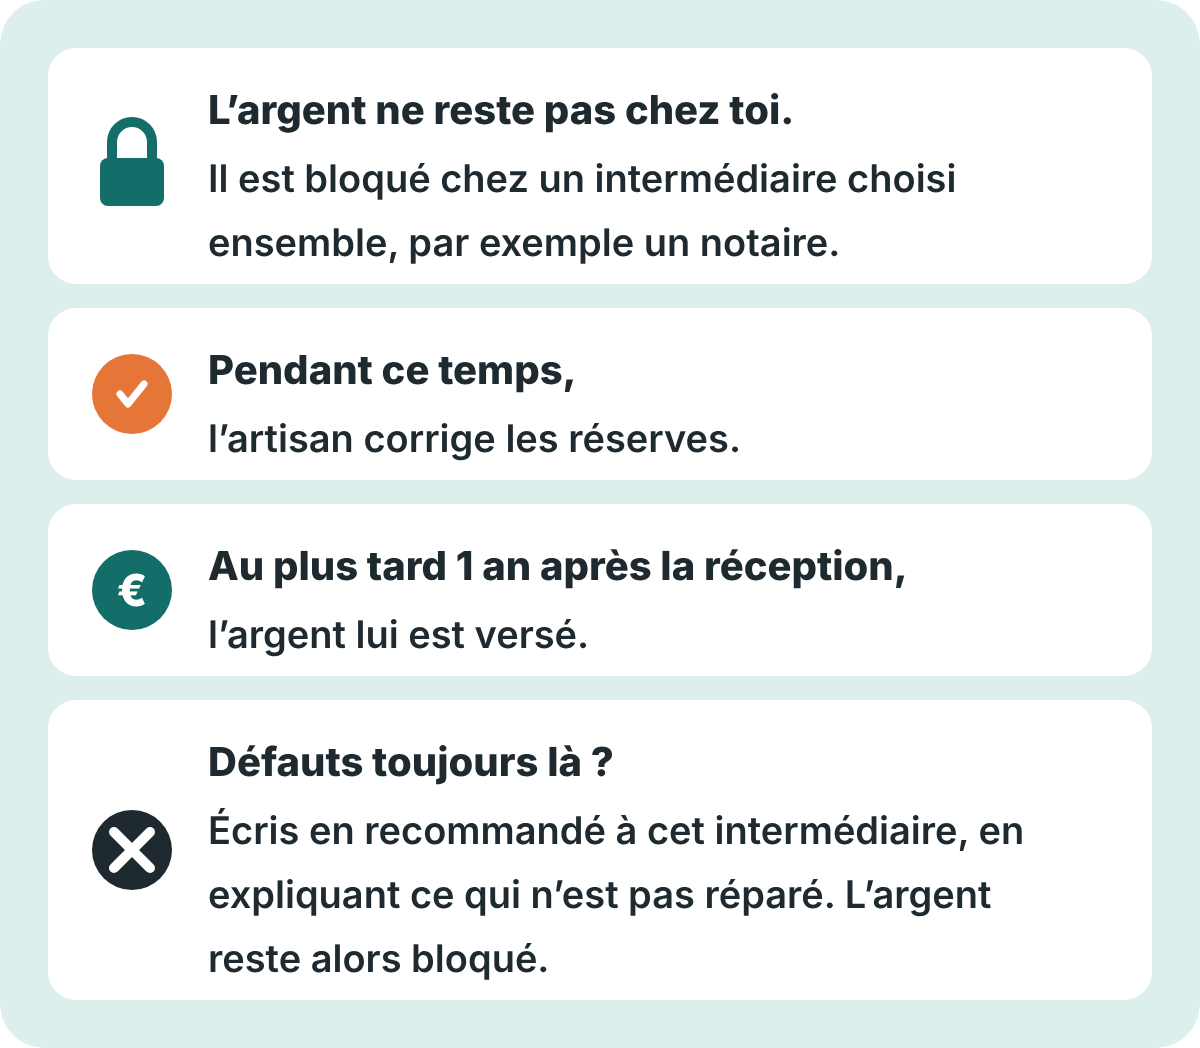 L’argent ne reste pas chez toi.
Il est bloqué chez un intermédiaire choisi
ensemble, par exemple un notaire.
Pendant ce temps,
l’artisan corrige les réserves.
€
Au plus tard 1 an après la réception,
l’argent lui est versé.
Défauts toujours là ?
Écris en recommandé à cet intermédiaire, en
expliquant ce qui n’est pas réparé. L’argent
reste alors bloqué.